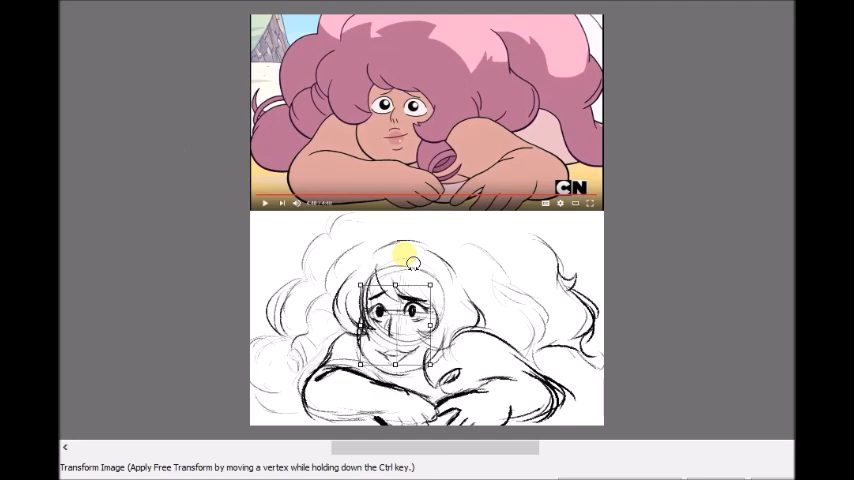 CN
Transform Image (Apply Free Transform by moving a vertex while holding down the Ctrl key.)